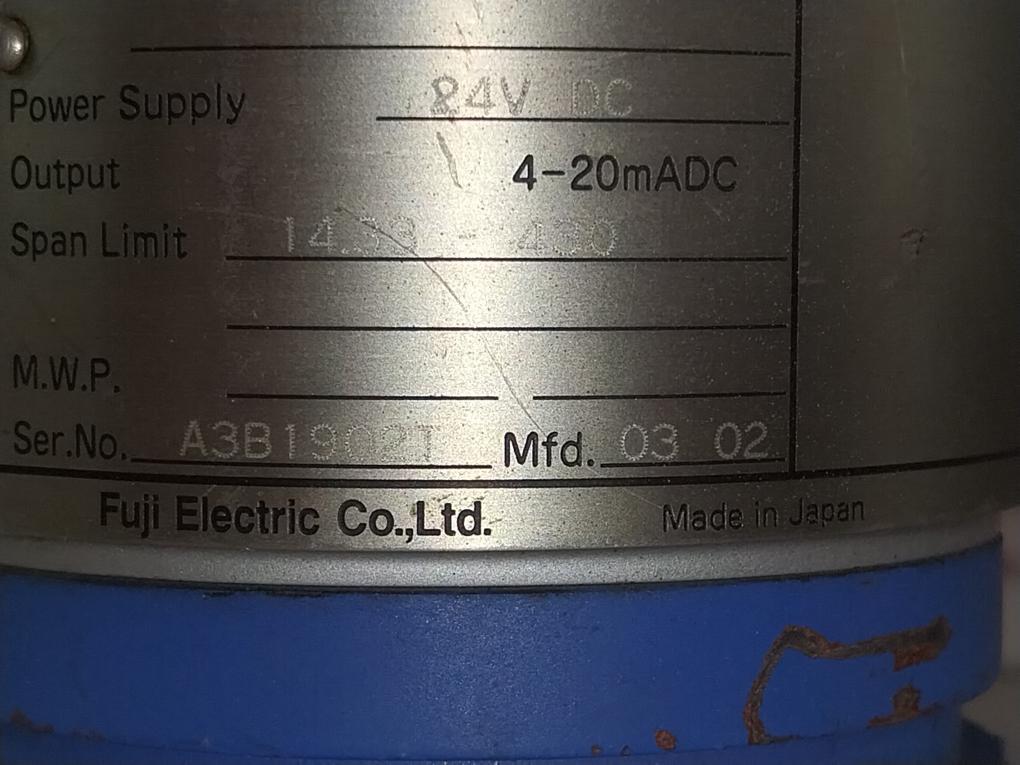 Power Supply 24V DC
Output 4-20mADC
Span Limit - 430
M.W.P.
Ser.No. Mfd. 03 02
Fuji Electric Co.,Ltd. Made in Japan